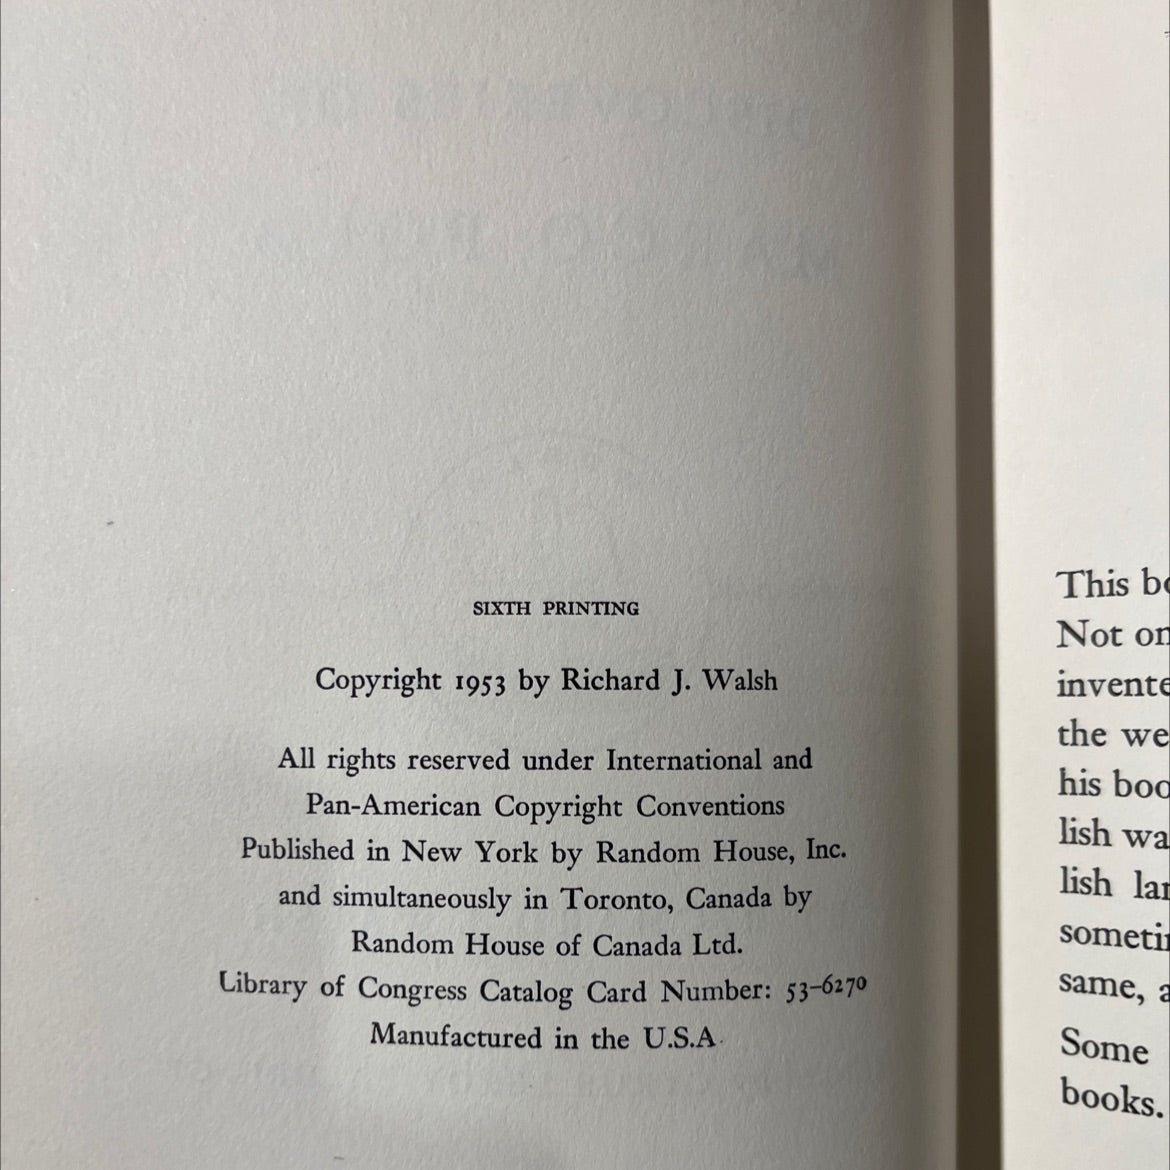 SIXTH PRINTING
Copyright 1953 by Richard J. Walsh
All rights reserved under International and
Pan-American Copyright Conventions
Published in New York by Random House, Inc.
and simultaneously in Toronto, Canada by
Random House of Canada Ltd.
Library of Congress Catalog Card Number: 53-6270
Manufactured in the U.S.A.
This
Not
the
his
lish
lish
same,
Some
books.